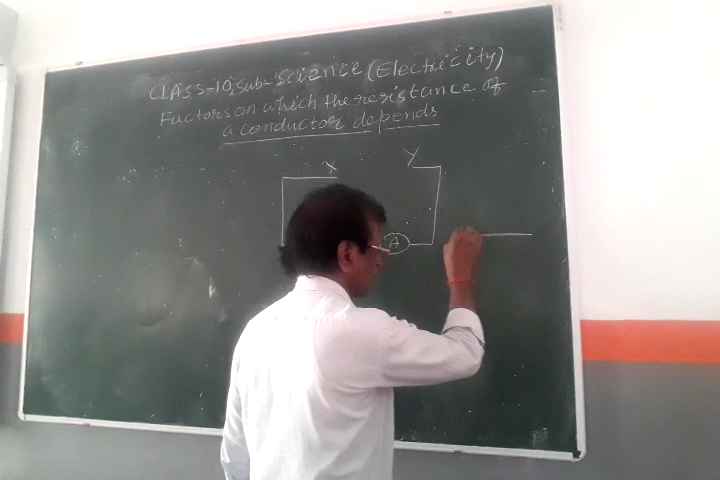 CLASS-10, Sub- Science (Electricity)
Factors on which the resistance of
a conductor depends
X Y
A